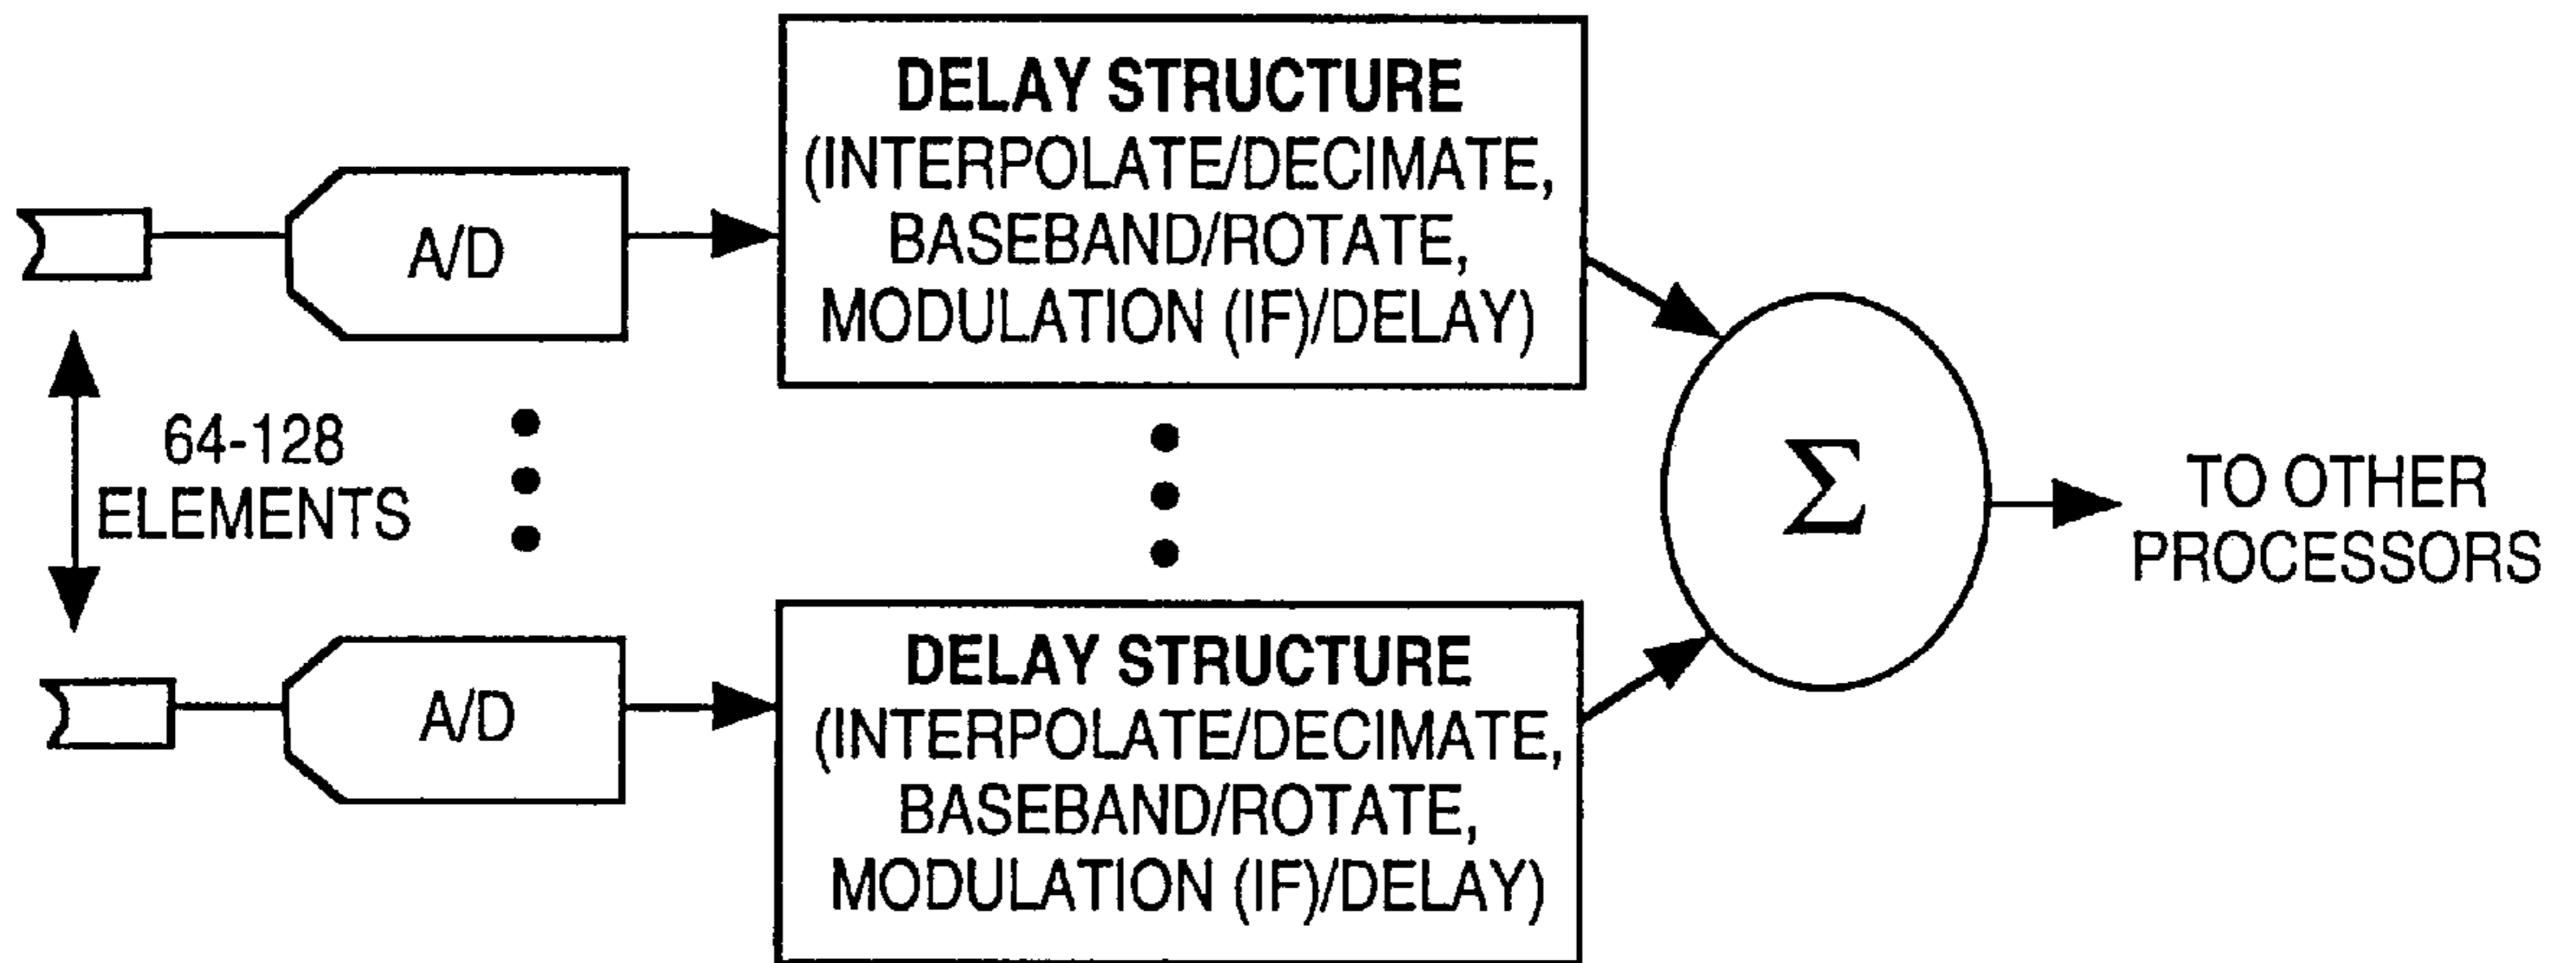 DELAY STRUCTURE
(INTERPOLATE/DECIMATE,
BASEBAND/ROTATE,
MODULATION (IF)/DELAY)
A/D
64-128
ELEMENTS
Σ
TO OTHER
PROCESSORS
DELAY STRUCTURE
(INTERPOLATE/DECIMATE,
BASEBAND/ROTATE,
MODULATION (IF)/DELAY)
A/D